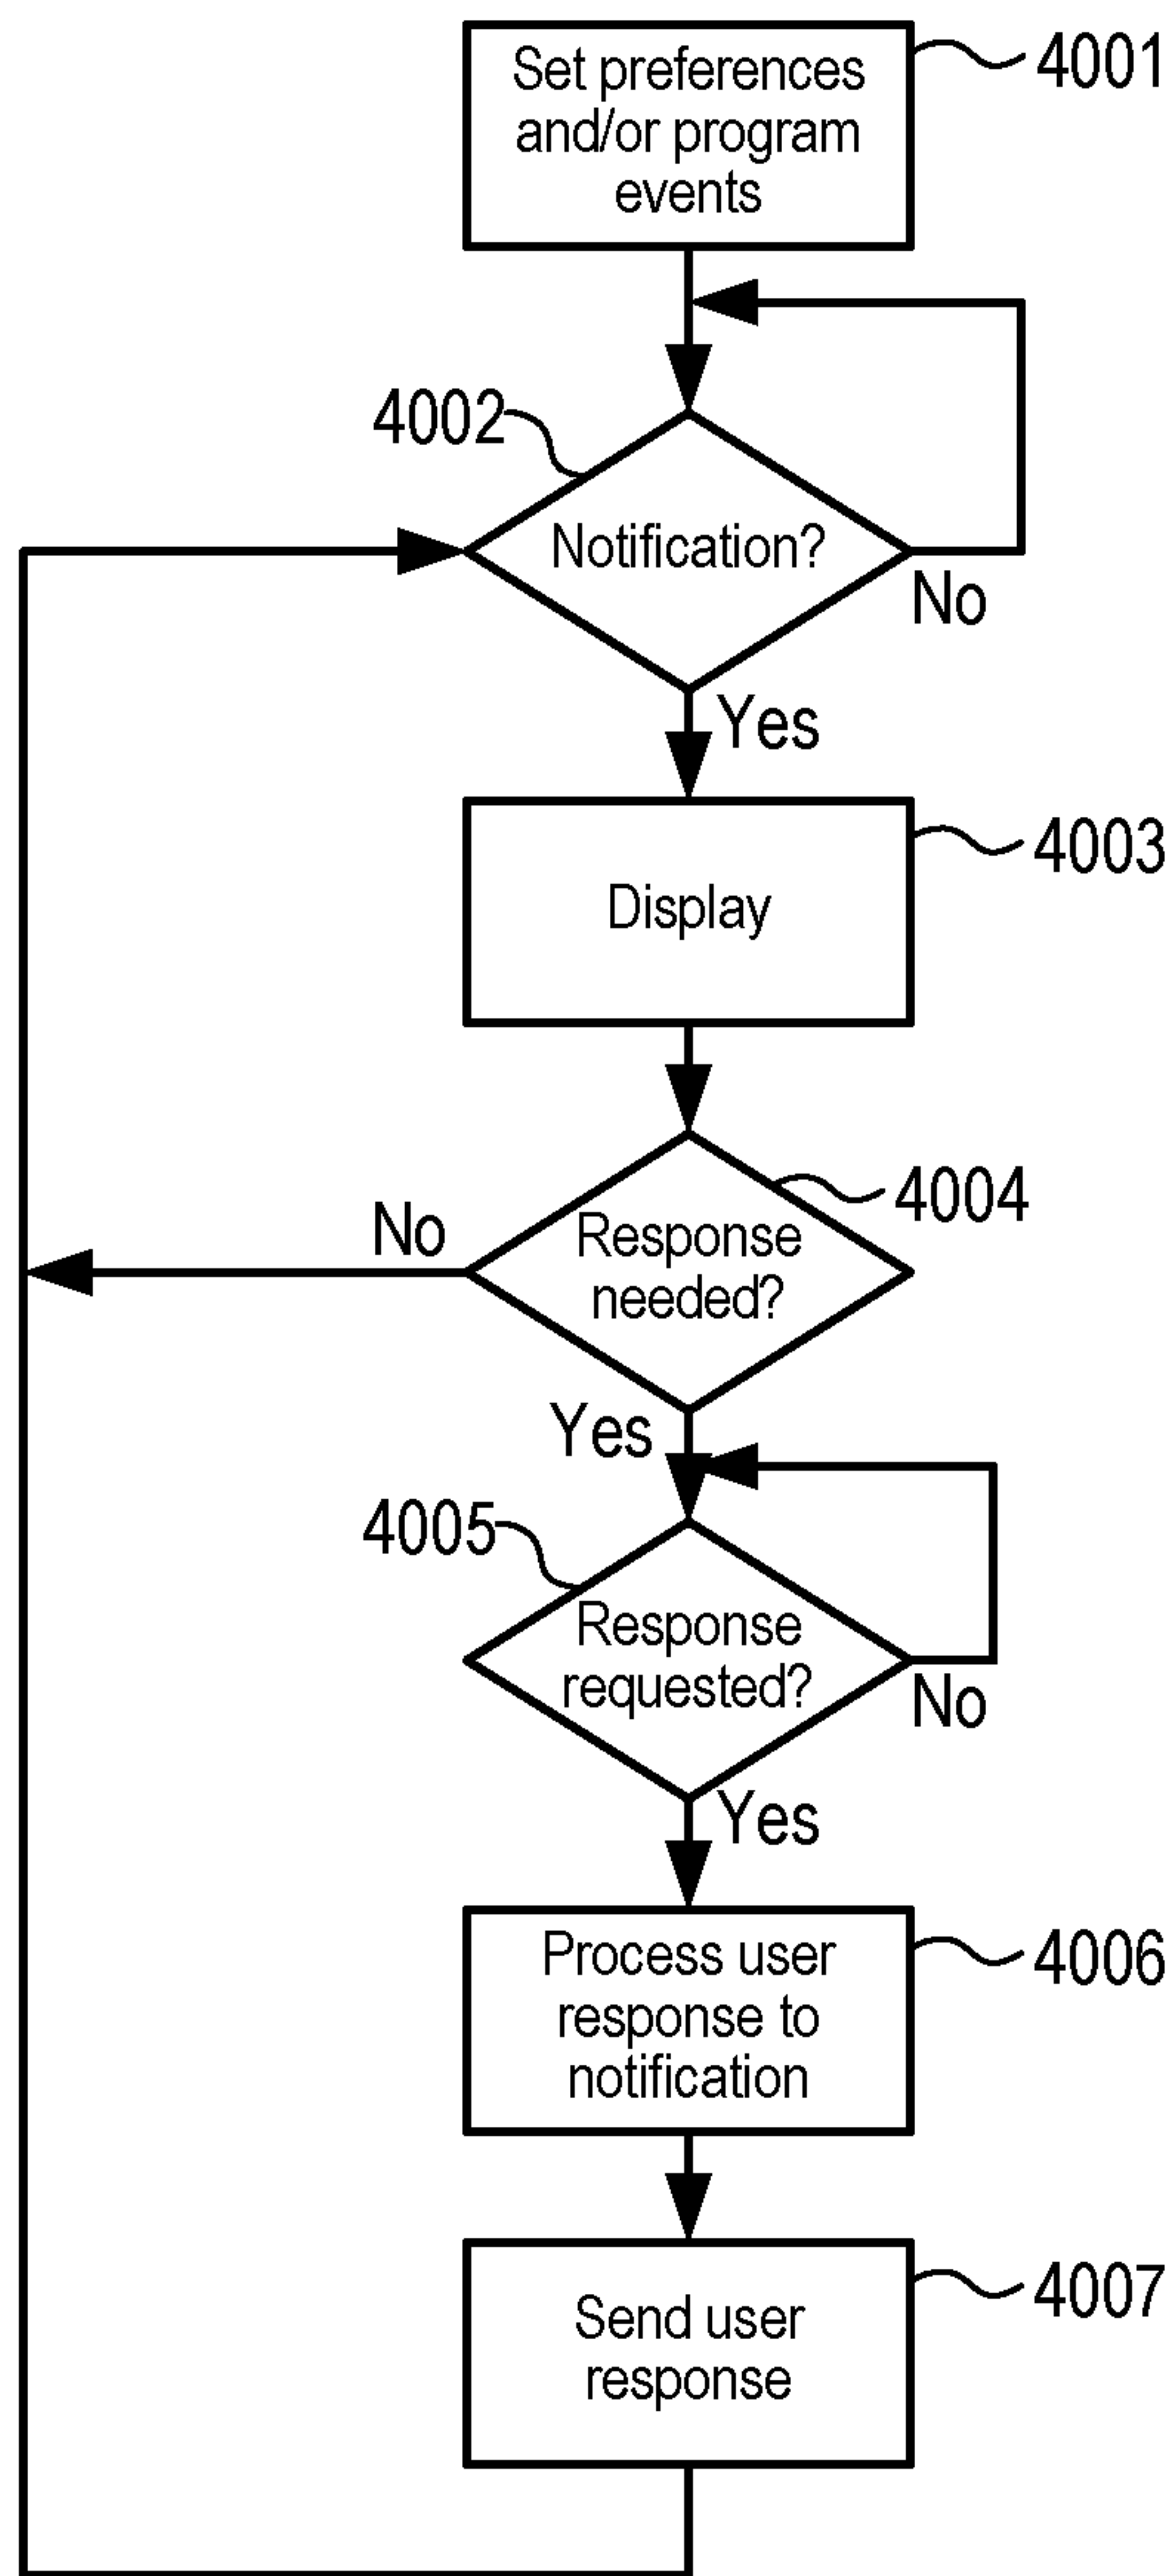 Set preferences
and/or program
events
4001
4002
Notification?
No
Yes
4003
Display
4004
No
Response
needed?
Yes
4005
Response
requested?
No
Yes
Process user
response to
notification
4006
Send user
response
4007